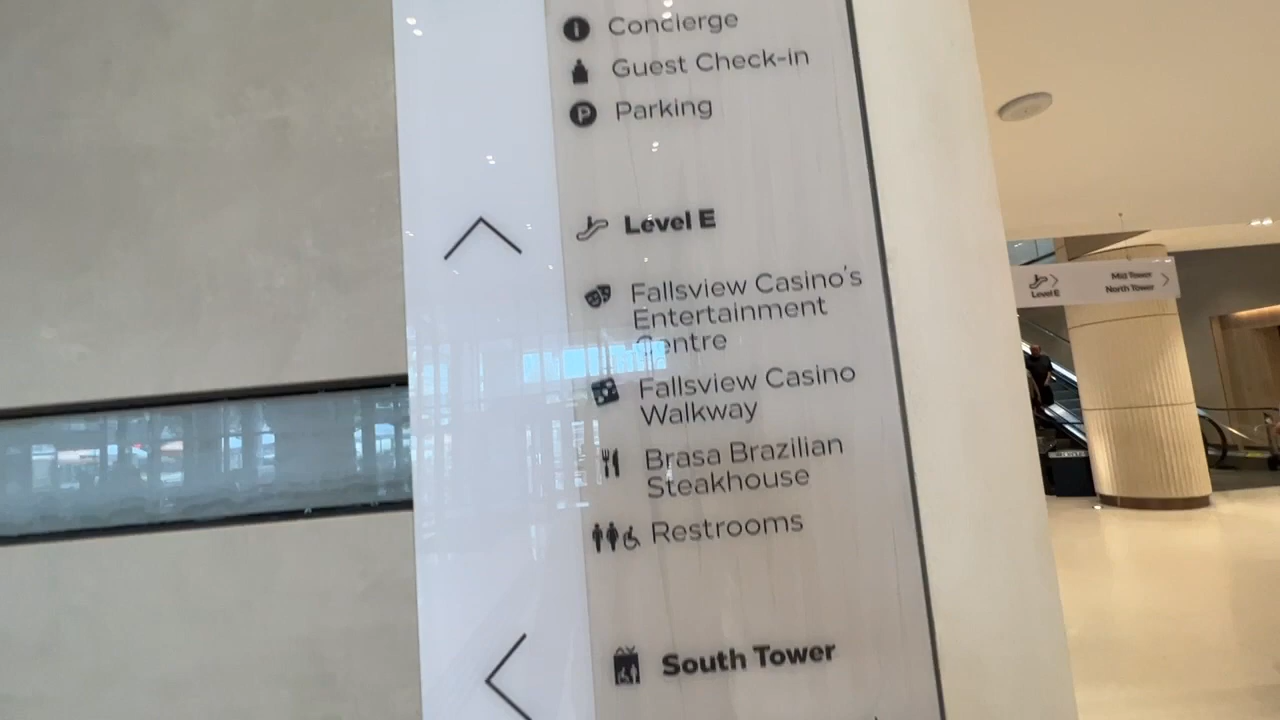 Concierge
Guest Check-in
P Parking
Level E
Fallsview Casino's
Entertainment
Centre
Fallsview Casino
Walkway
Brasa Brazilian
Steakhouse
Restrooms
South Tower
Level E
Mill Tower
North Tower